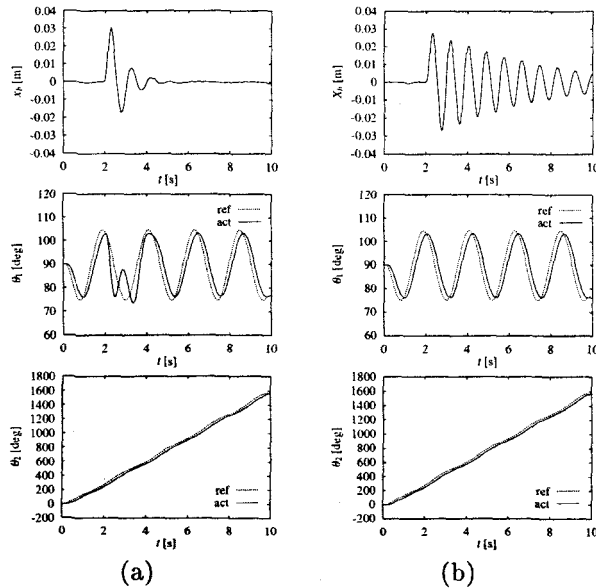 0.04
0.03
0.02
0.01
0
-0.01
-0.02
-0.03
-0.04
x_b [m]
0 2 4 6 8 10
t [s]
0.04
0.03
0.02
0.01
0
-0.01
-0.02
-0.03
-0.04
X_b [m]
0 2 4 6 8 10
t [s]
120
110
100
90
80
70
60
θ1 [deg]
ref
act
0 2 4 6 8 10
t [s]
120
110
100
90
80
70
60
θ1 [deg]
ref
act
0 2 4 6 8 10
t [s]
1800
1600
1400
1200
1000
800
600
400
200
0
-200
θ2 [deg]
ref
act
0 2 4 6 8 10
t [s]
1800
1600
1400
1200
1000
800
600
400
200
0
-200
θ2 [deg]
ref
act
0 2 4 6 8 10
t [s]
(a)
(b)